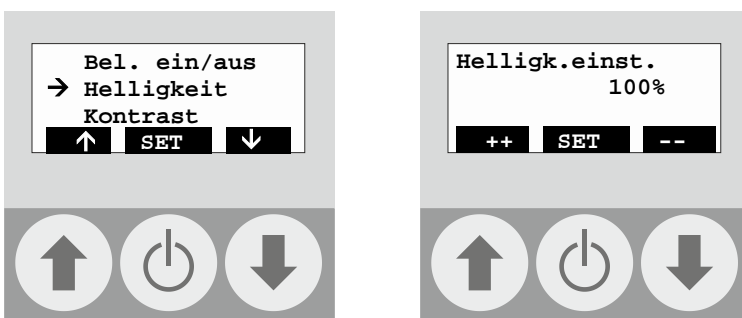 Bel. ein/aus
→ Helligkeit
Kontrast
↑ SET ↓
Helligk.einst.
100%
++ SET --